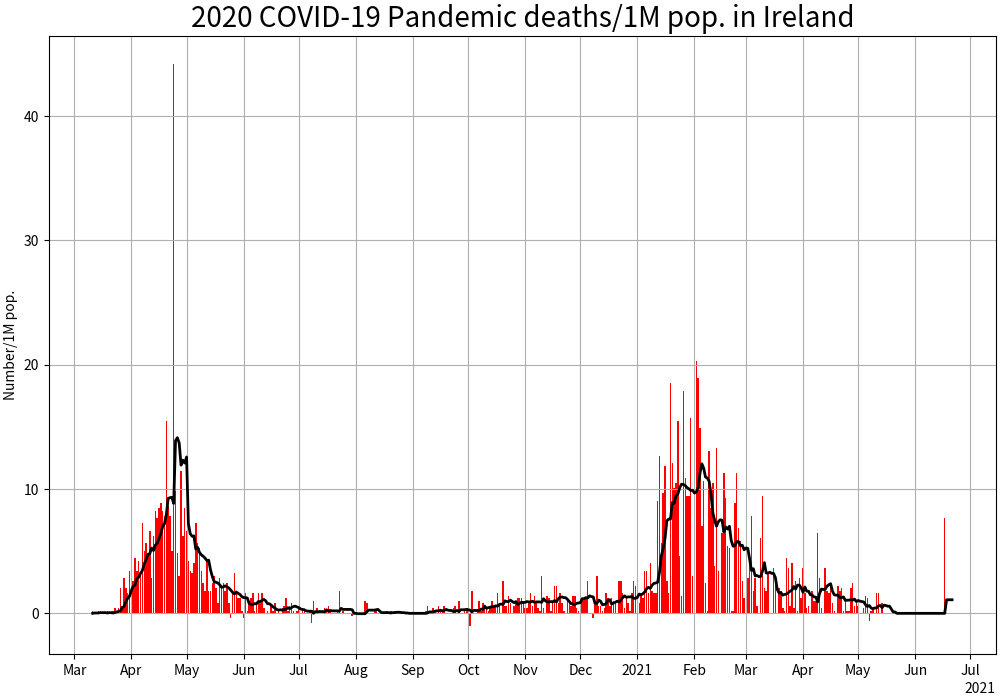 2020 COVID-19 Pandemic deaths/1M pop. in Ireland
Number/1M pop.
40
30
20
10
0
Mar Apr May Jun Jul Aug Sep Oct Nov Dec 2021 Feb Mar Apr May Jun Jul
2021